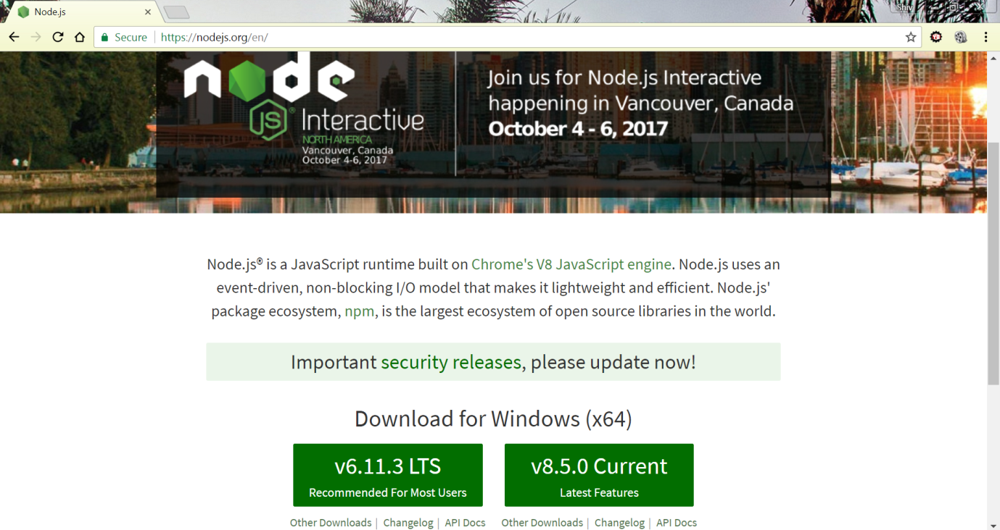 Node.js
Shiv
Secure
https://nodejs.org/en/
node
JS® Interactive
NORTH AMERICA
Vancouver, Canada
October 4-6, 2017
Join us for Node.js Interactive
happening in Vancouver, Canada
October 4 - 6, 2017
Node.js® is a JavaScript runtime built on Chrome's V8 JavaScript engine. Node.js uses an
event-driven, non-blocking I/O model that makes it lightweight and efficient. Node.js'
package ecosystem, npm, is the largest ecosystem of open source libraries in the world.
Important security releases, please update now!
Download for Windows (x64)
v6.11.3 LTS
Recommended For Most Users
v8.5.0 Current
Latest Features
Other Downloads | Changelog | API Docs
Other Downloads | Changelog | API Docs